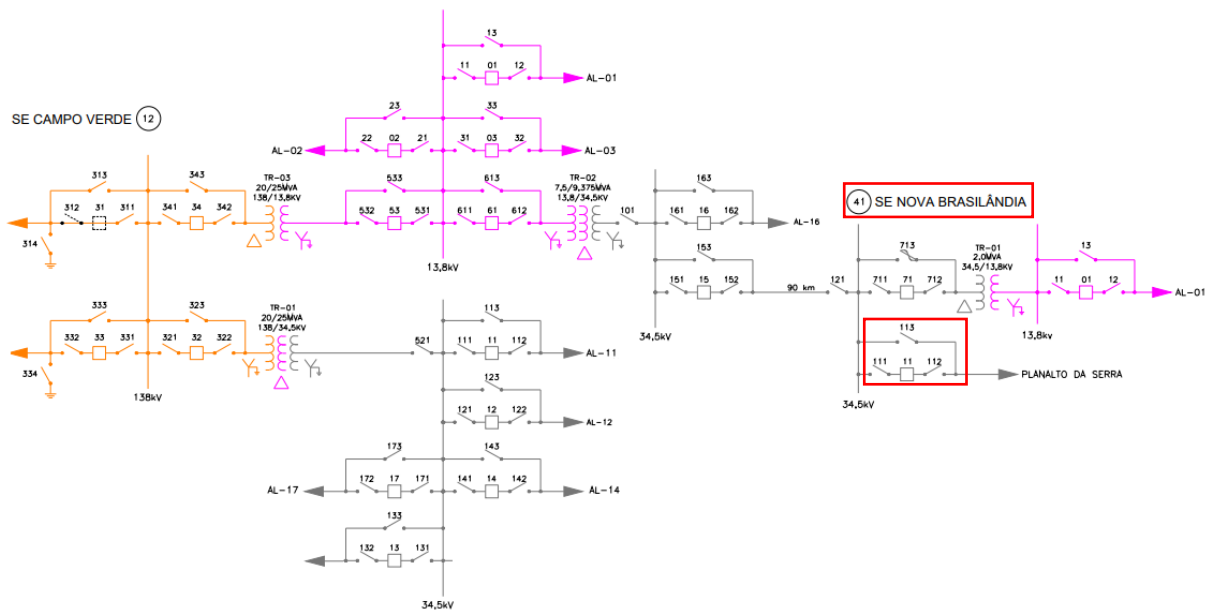 13
11 01 12
AL-01
SE CAMPO VERDE 12
23
33
22 02 21
31 03 32
AL-02
AL-03
313
343
312 31 311
341 34 342
314
TR-03
20/25MVA
138/13,8KV
533
613
532 53 531
611 61 612
13,8kV
TR-02
7,5/9,375MVA
13,8/34,5KV
101
163
161 16 162
AL-16
153
151 15 152
90 km
121
34,5kV
41 SE NOVA BRASILÂNDIA
713
711 71 712
TR-01
2,0MVA
34,5/13,8KV
13
11 01 12
AL-01
13,8kV
113
111 11 112
PLANALTO DA SERRA
34,5kV
333
323
332 33 331
321 32 322
334
138kV
TR-01
20/25MVA
138/34,5KV
521
113
111 11 112
AL-11
123
121 12 122
AL-12
173
143
172 17 171
141 14 142
AL-17
AL-14
133
132 13 131
34,5kV